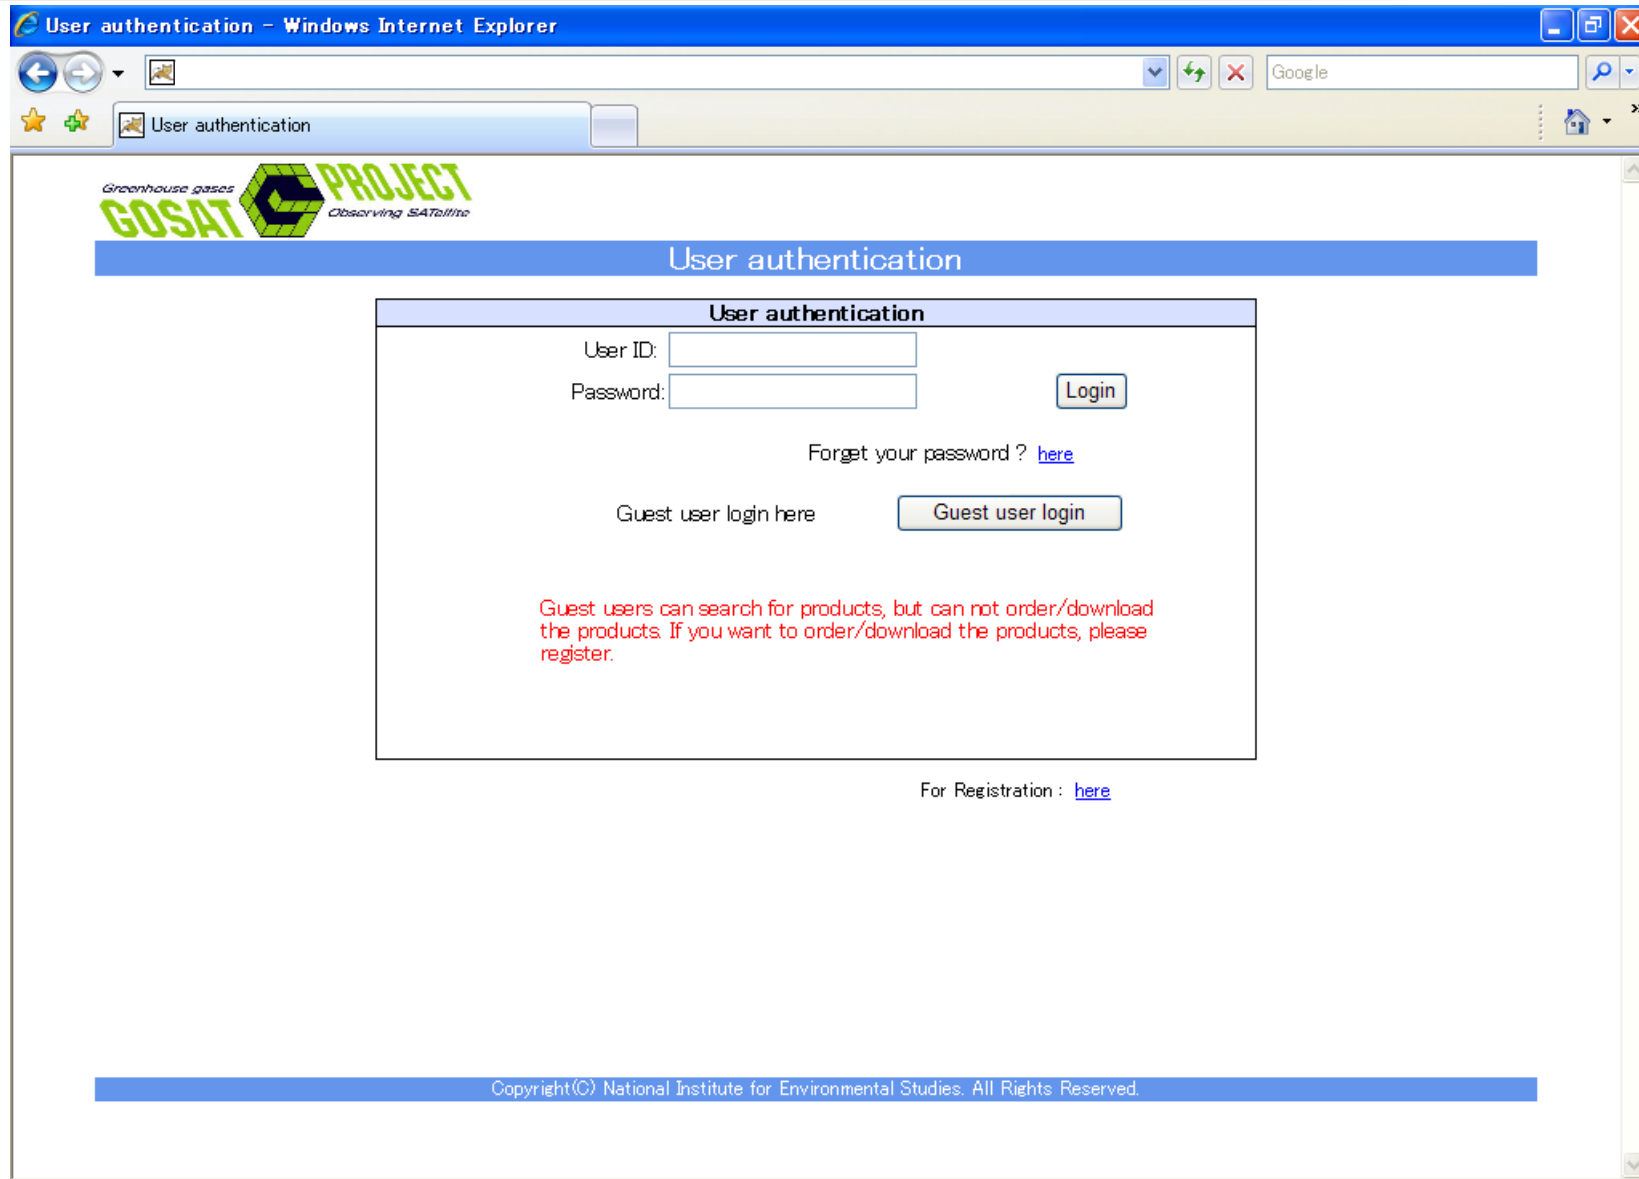 User authentication - Windows Internet Explorer
Google
User authentication
Greenhouse gases PROJECT
GOSAT Observing SATellite
User authentication
User authentication
User ID:
Password:
Login
Forget your password ? here
Guest user login here Guest user login
Guest users can search for products, but can not order/download
the products. If you want to order/download the products, please
register.
For Registration : here
Copyright(C) National Institute for Environmental Studies. All Rights Reserved.